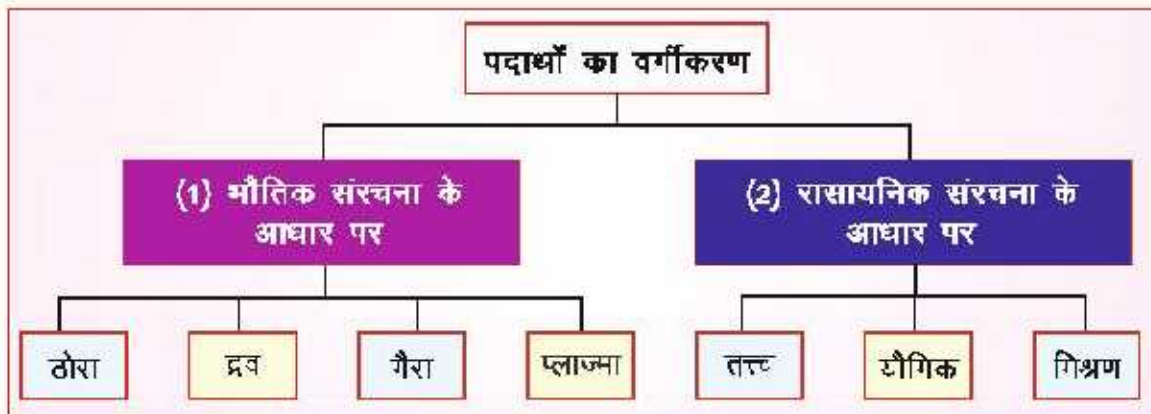 पदार्थों का वर्गीकरण
(1) भौतिक संरचना के
आधार पर
(2) रासायनिक संरचना के
आधार पर
ठोस
द्रव
गैस
प्लाज्मा
तत्त्व
यौगिक
मिश्रण